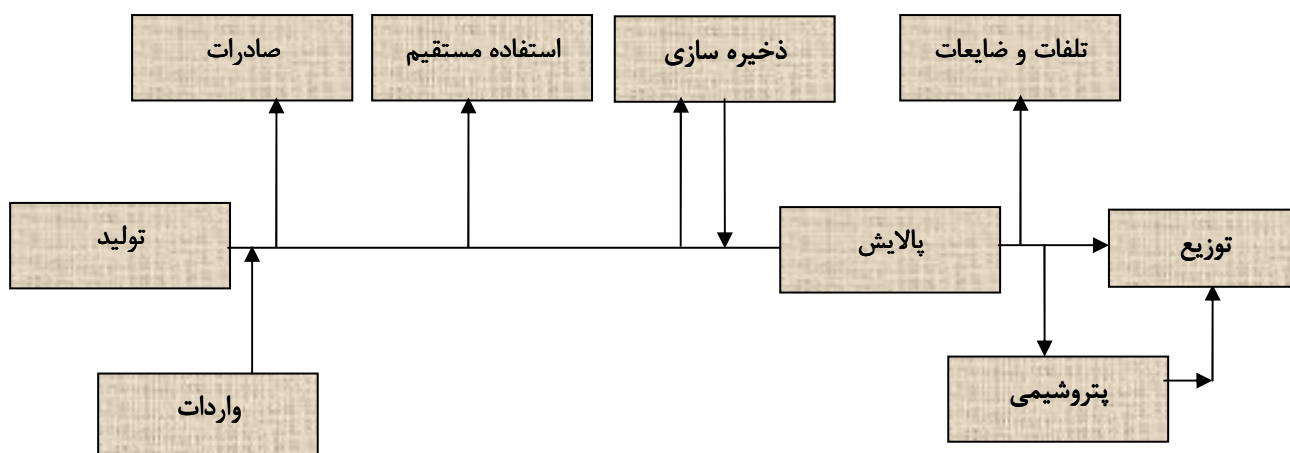 صادرات
استفاده مستقیم
ذخیره سازی
تلفات و ضایعات
تولید
پالایش
توزیع
واردات
پتروشیمی